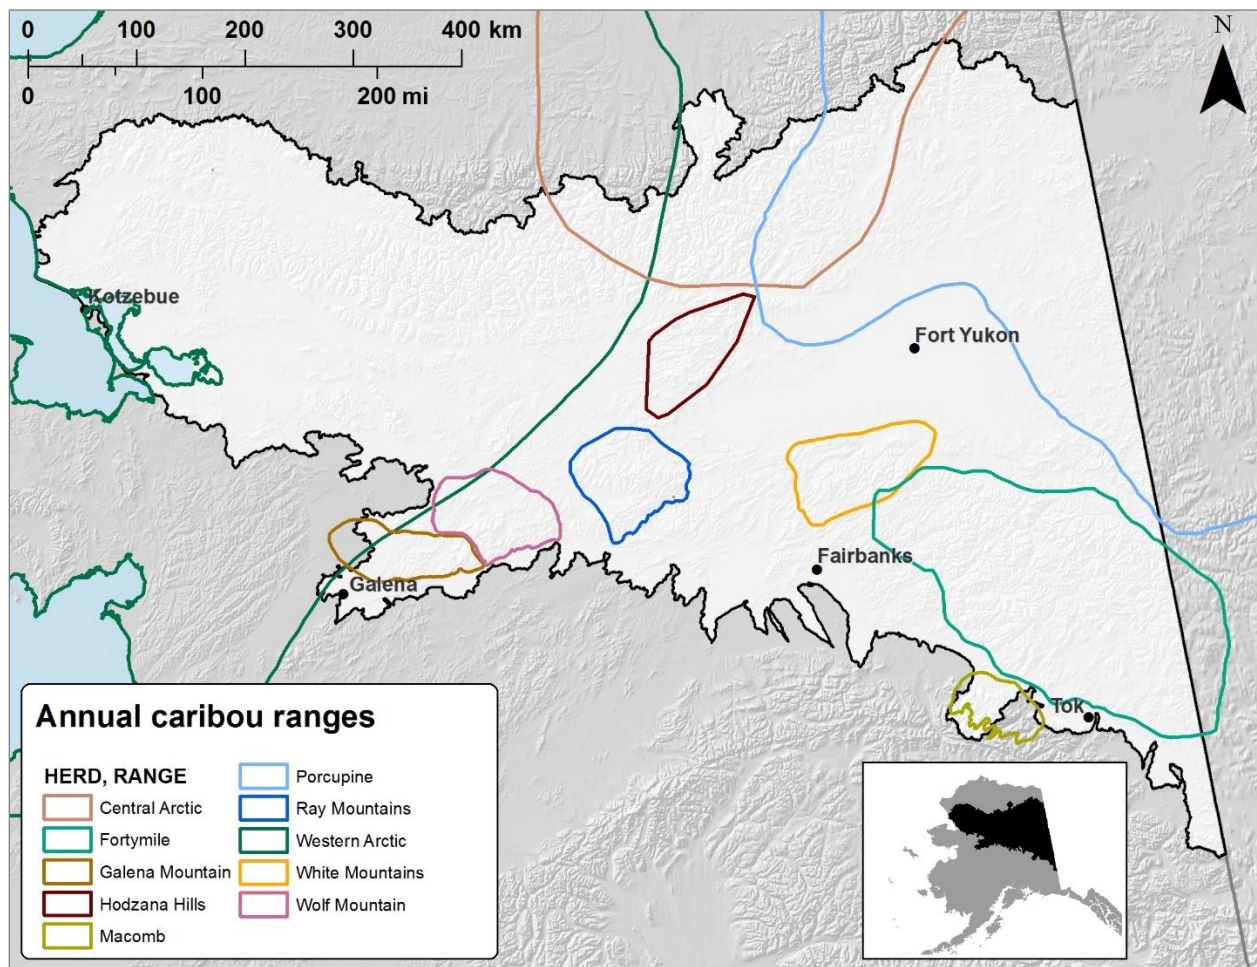 N
0 100 200 300 400 km
0 100 200 mi
Kotzebue
Fort Yukon
Fairbanks
Galena
Tok
Annual caribou ranges
HERD, RANGE
Central Arctic
Fortymile
Galena Mountain
Hodzana Hills
Macomb
Porcupine
Ray Mountains
Western Arctic
White Mountains
Wolf Mountain